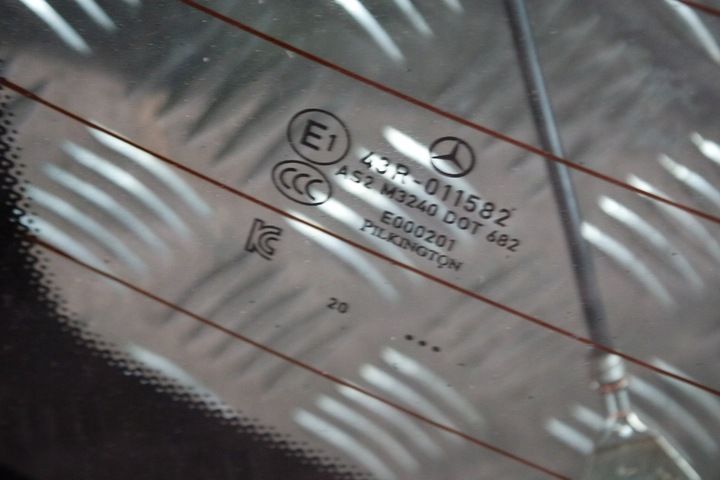 E1
43R-011582
CCC
AS2 M3240 DOT 682
E000201
PILKINGTON
KC
20
...